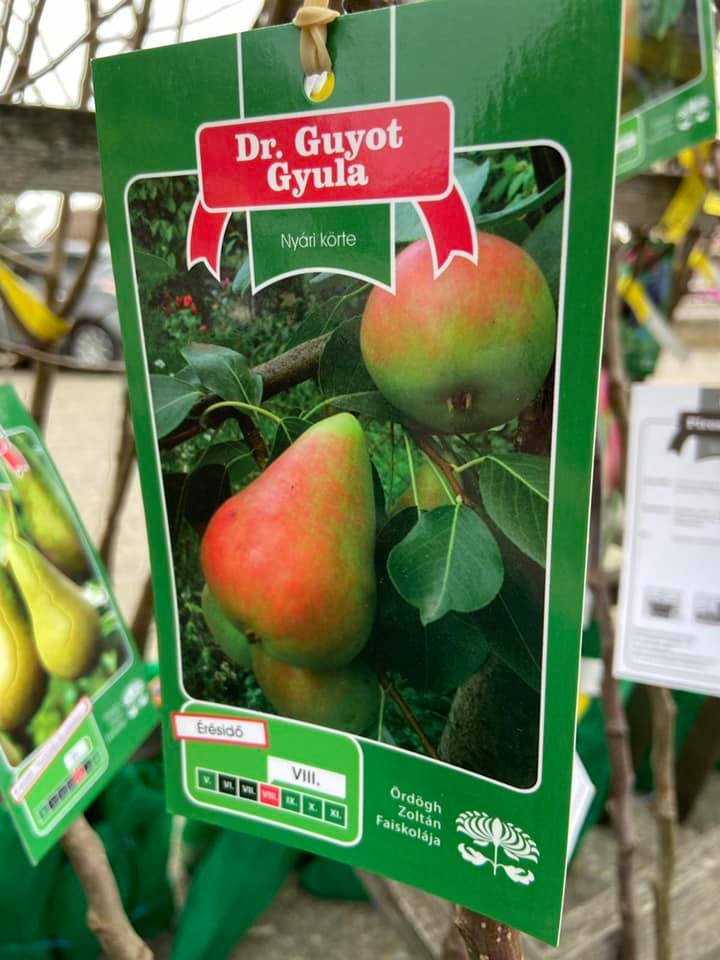 Dr. Guyot
Gyula
Nyári körte
Érésidő
VIII.
V. VI. VII. VIII. IX. X. XI.
Ördögh
Zoltán
Faiskolája